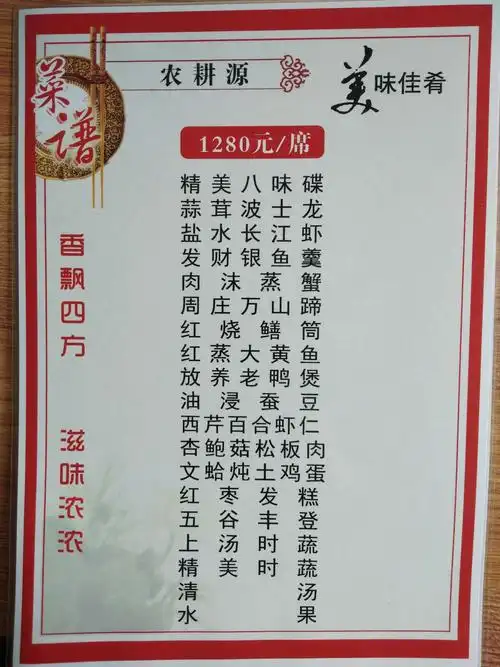 菜谱
农耕源
美味佳肴
1280元/席
精美八味碟
蒜茸波士龙
盐水长江虾
发财银鱼羹
肉沫蒸蟹
周庄万山蹄
红烧鳝筒
红蒸大黄鱼
放养老鸭煲
油浸蚕豆
西芹百合虾仁
杏鲍菇松板肉
文蛤炖土鸡蛋
红枣发糕
五谷丰登
上汤时蔬
精美时蔬
清汤
水果
香飘四方
滋味浓浓